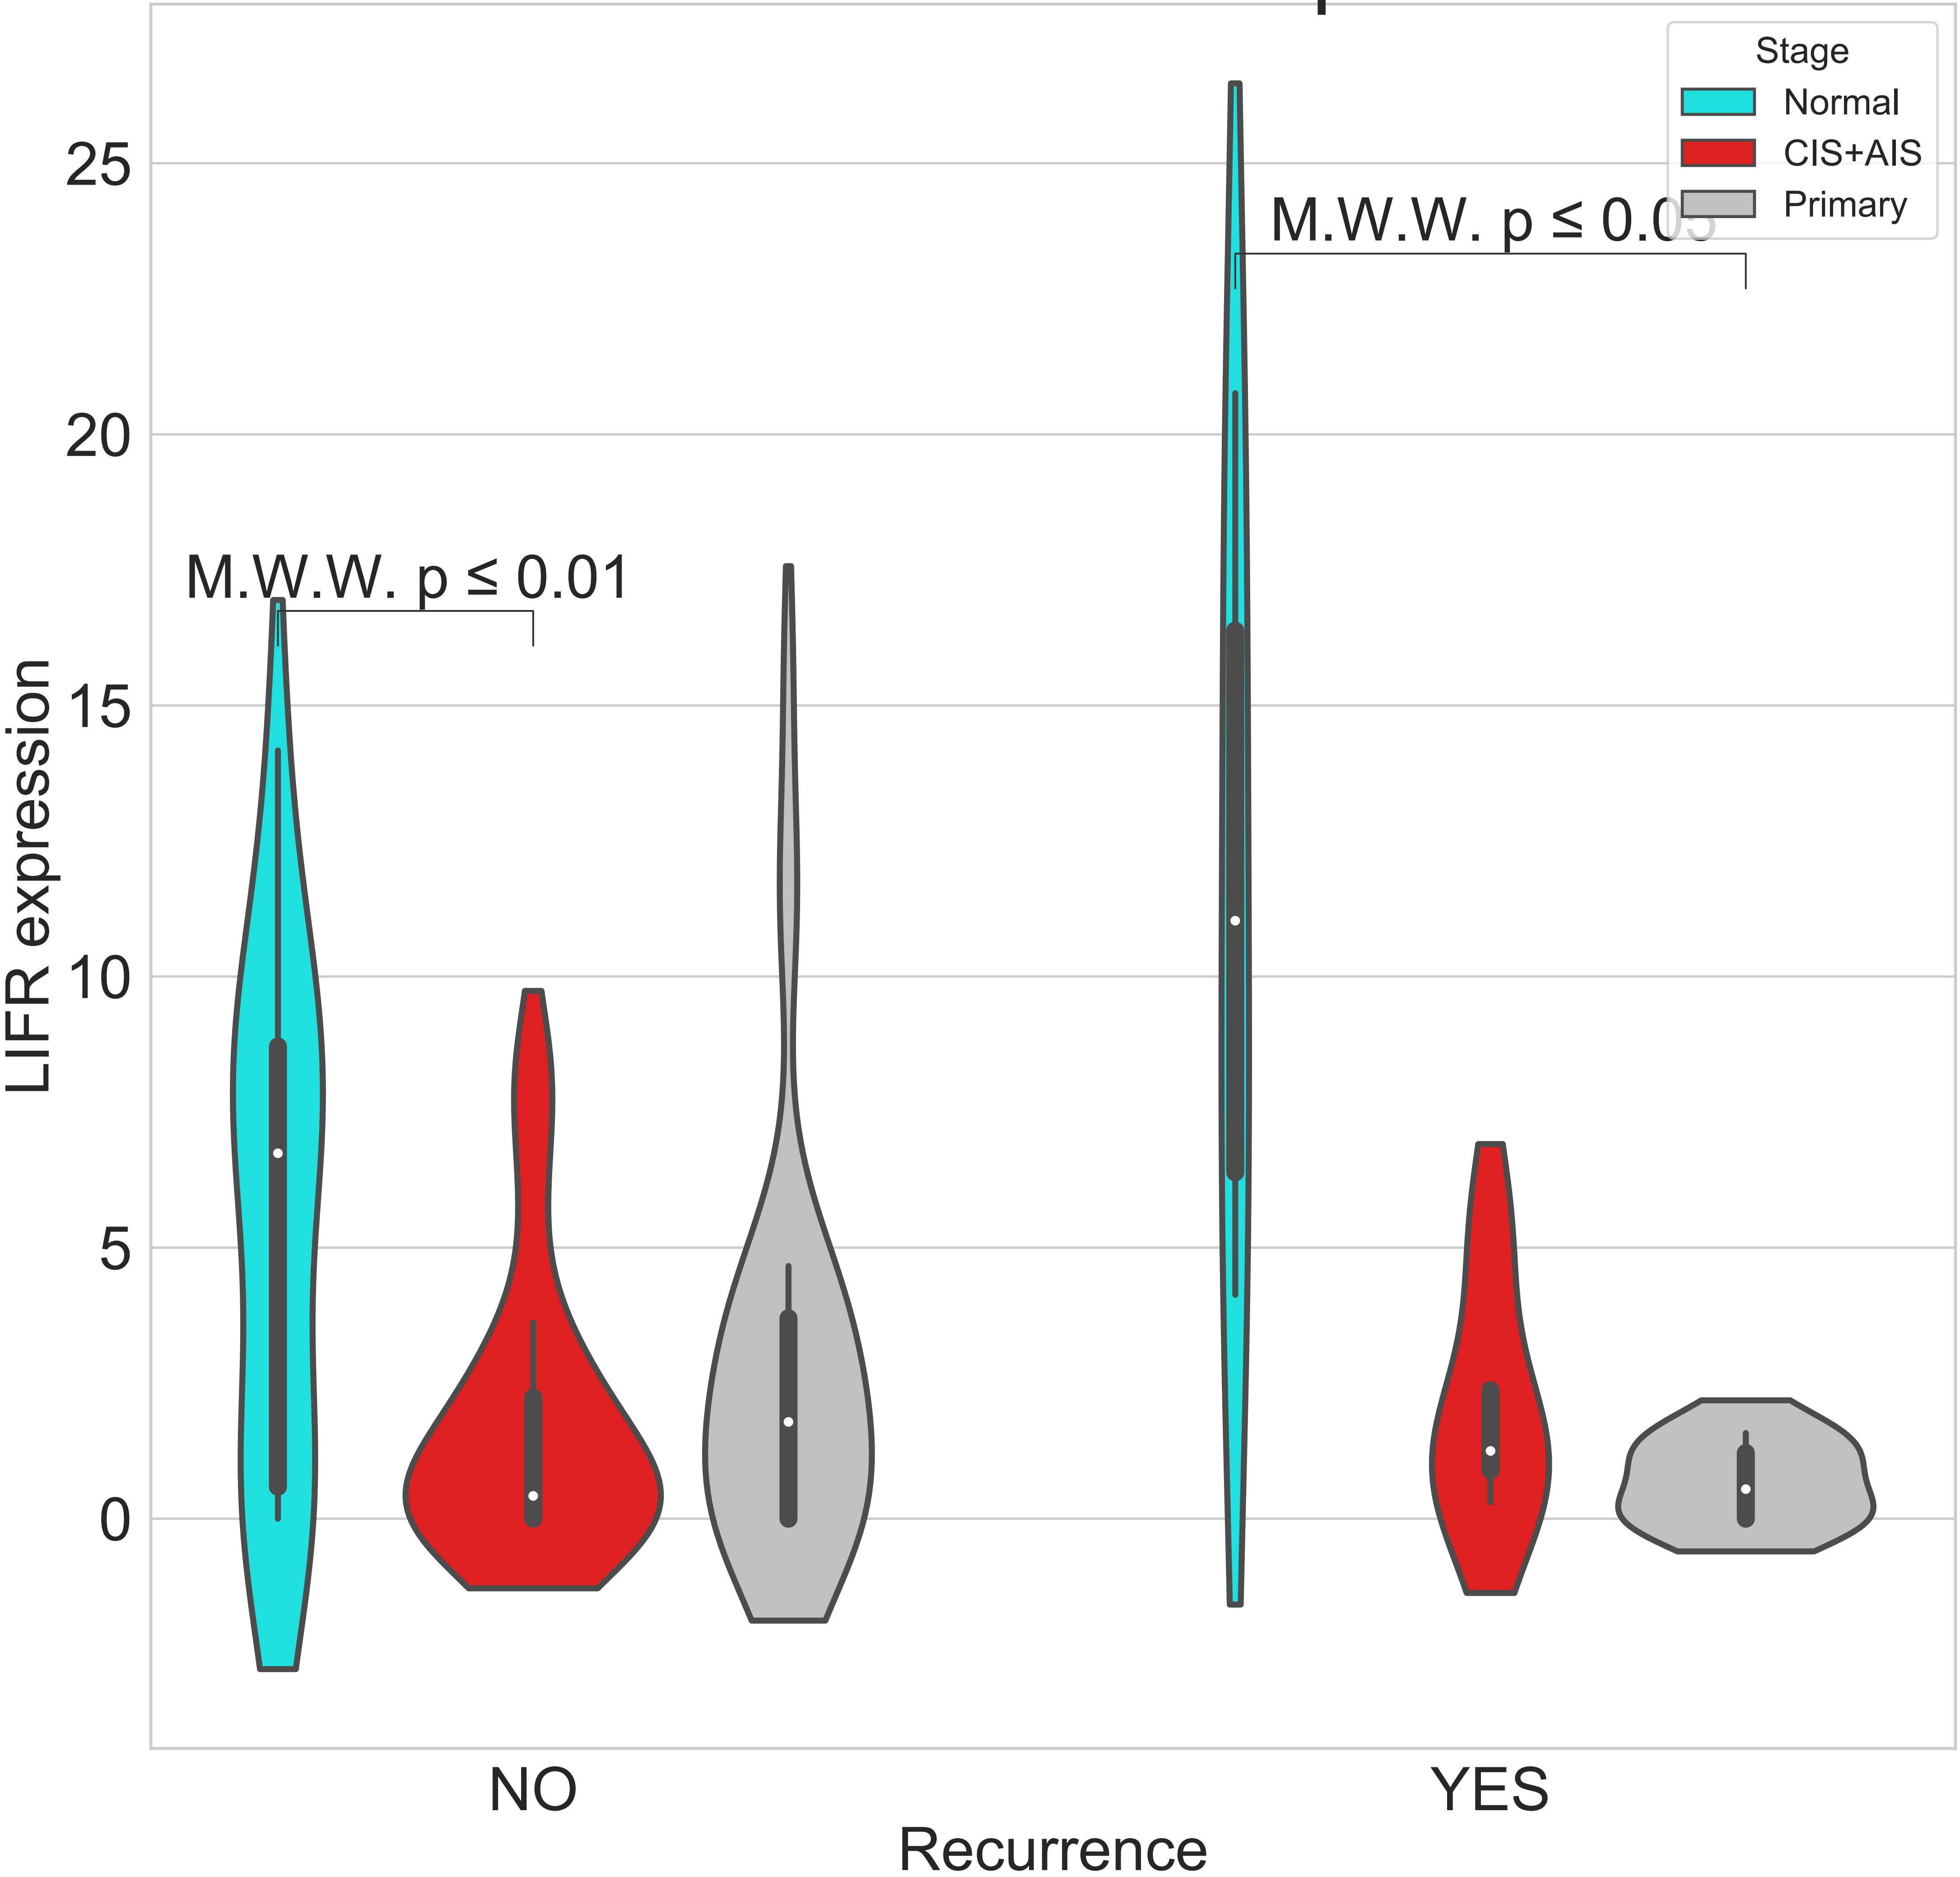 Stage
Normal
CIS+AIS
Primary
25
M.W.W. p ≤ 0.05
20
M.W.W. p ≤ 0.01
15
10
5
0
LIFR expression
NO
YES
Recurrence